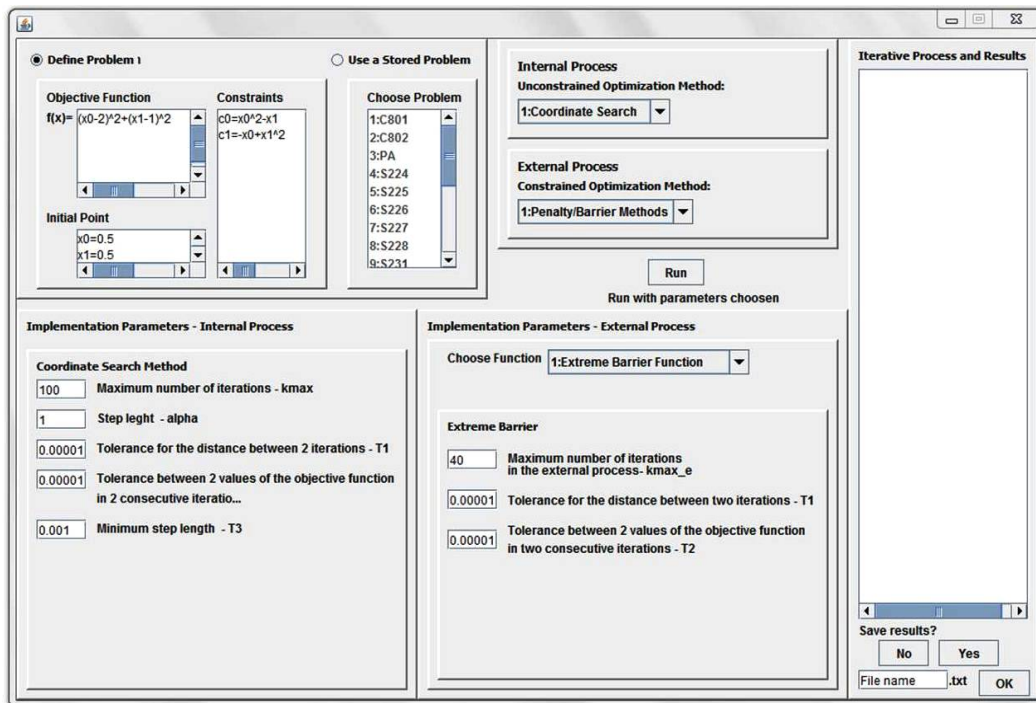 Define Problem
Use a Stored Problem
Objective Function
f(x)= (x0-2)^2+(x1-1)^2
Initial Point
x0=0.5
x1=0.5
Constraints
c0=x0^2-x1
c1=-x0+x1^2
Choose Problem
1:C801
2:C802
3:PA
4:S224
5:S225
6:S226
7:S227
8:S228
9:S231
Internal Process
Unconstrained Optimization Method:
1:Coordinate Search
External Process
Constrained Optimization Method:
1:Penalty/Barrier Methods
Run
Run with parameters choosen
Implementation Parameters - Internal Process
Coordinate Search Method
100 Maximum number of iterations - kmax
1 Step leght - alpha
0.00001 Tolerance for the distance between 2 iterations - T1
0.00001 Tolerance between 2 values of the objective function
in 2 consecutive iteratio...
0.001 Minimum step length - T3
Implementation Parameters - External Process
Choose Function 1:Extreme Barrier Function
Extreme Barrier
40 Maximum number of iterations
in the external process- kmax_e
0.00001 Tolerance for the distance between two iterations - T1
0.00001 Tolerance between 2 values of the objective function
in two consecutive iterations - T2
Iterative Process and Results
Save results?
No Yes
File name .txt OK